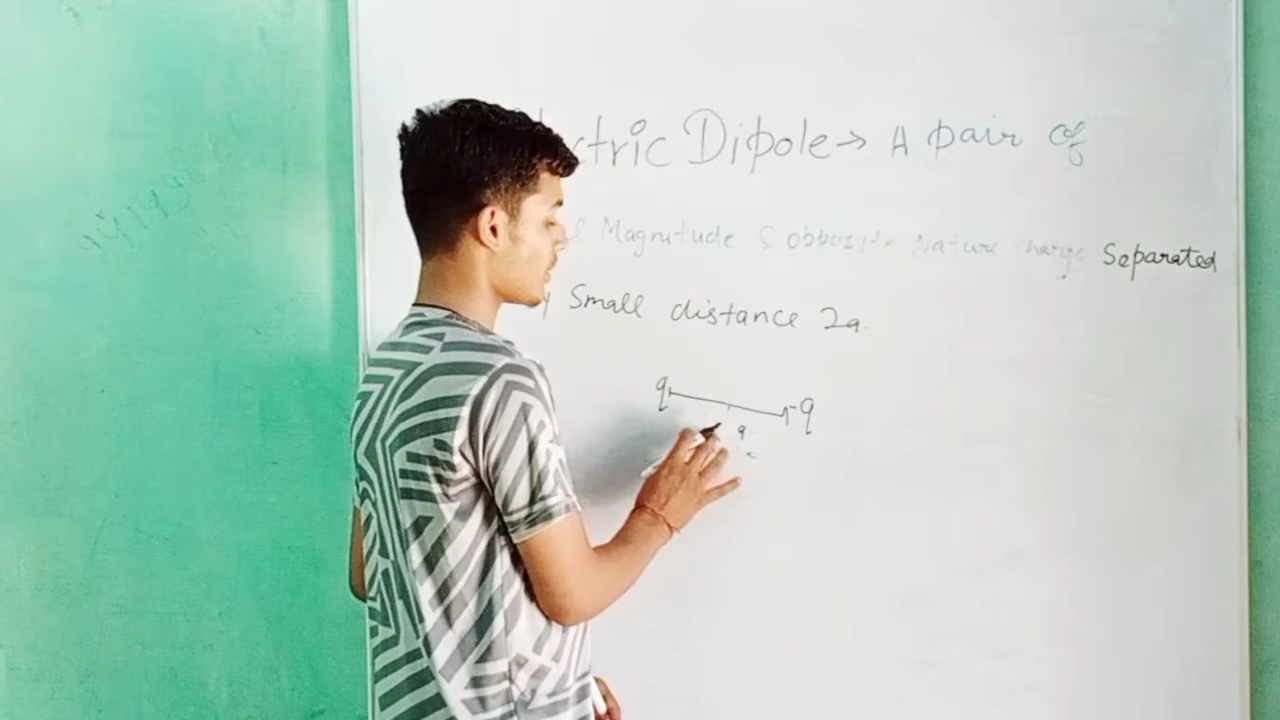 ctric Dipole → A pair of
Magnitude & opposite Nature charge Separated
Small distance 2a.
q -q
a